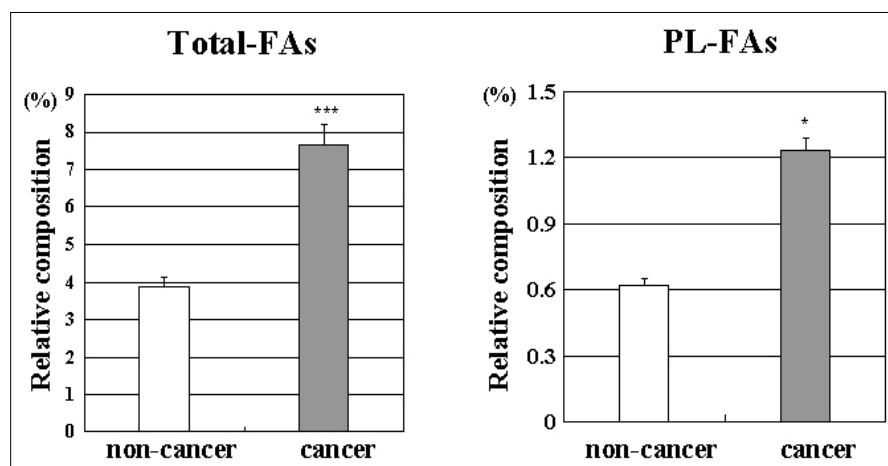 Total-FAs
(%)
Relative composition
9
8
7
6
5
4
3
2
1
0
***
non-cancer
cancer
PL-FAs
(%)
Relative composition
1.5
1.2
0.9
0.6
0.3
0
*
non-cancer
cancer